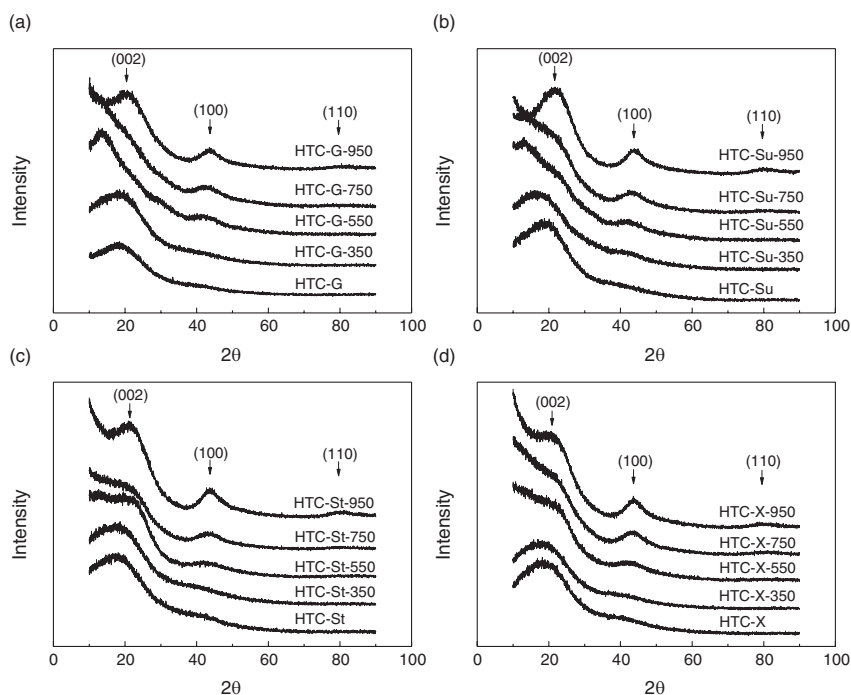 (a)
(002)
(100)
(110)
HTC-G-950
HTC-G-750
HTC-G-550
HTC-G-350
HTC-G
Intensity
0 20 40 60 80 100
2θ
(b)
(002)
(100)
(110)
HTC-Su-950
HTC-Su-750
HTC-Su-550
HTC-Su-350
HTC-Su
Intensity
0 20 40 60 80 100
2θ
(c)
(002)
(100)
(110)
HTC-St-950
HTC-St-750
HTC-St-550
HTC-St-350
HTC-St
Intensity
0 20 40 60 80 100
2θ
(d)
(002)
(100)
(110)
HTC-X-950
HTC-X-750
HTC-X-550
HTC-X-350
HTC-X
Intensity
0 20 40 60 80 100
2θ